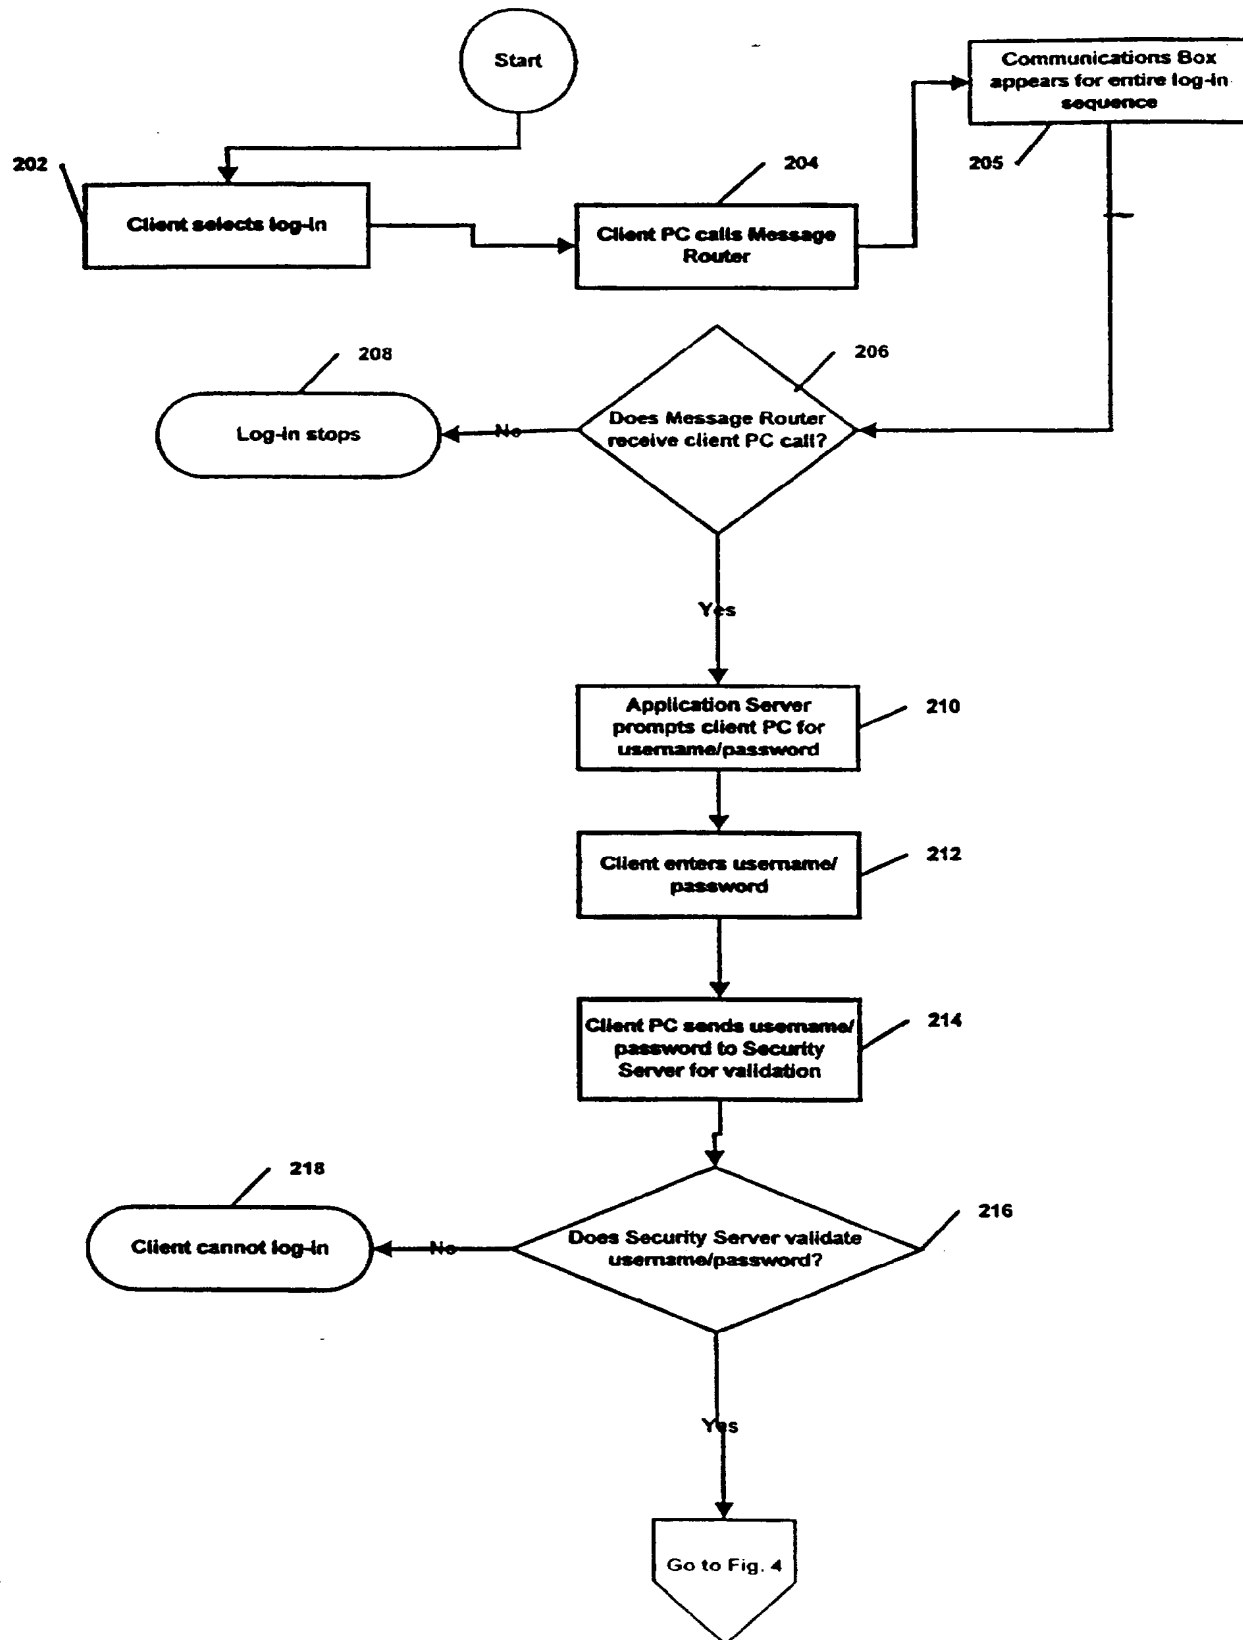 Start
Communications Box
appears for entire log-in
sequence
202
204
205
Client selects log-in
Client PC calls Message
Router
208
206
Log-in stops
No
Does Message Router
receive client PC call?
Yes
Application Server
prompts client PC for
username/password
210
Client enters username/
password
212
Client PC sends username/
password to Security
Server for validation
214
218
216
Client cannot log-in
No
Does Security Server validate
username/password?
Yes
Go to Fig. 4